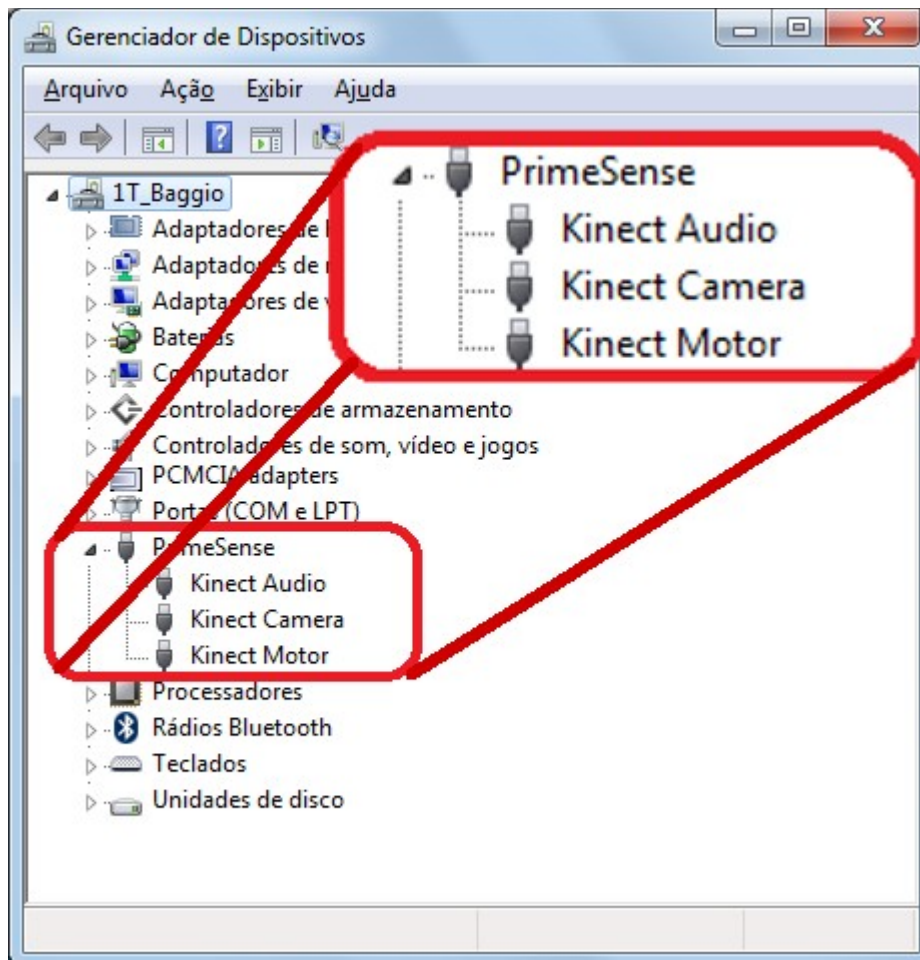 Gerenciador de Dispositivos
Arquivo Ação Exibir Ajuda
1T_Baggio
Adaptadores de
Adaptadores de
Adaptadores de
Baterias
Computador
Controladores de armazenamento
Controladores de som, vídeo e jogos
PCMCIA adapters
Portas (COM e LPT)
PrimeSense
Kinect Audio
Kinect Camera
Kinect Motor
Processadores
Rádios Bluetooth
Teclados
Unidades de disco
PrimeSense
Kinect Audio
Kinect Camera
Kinect Motor